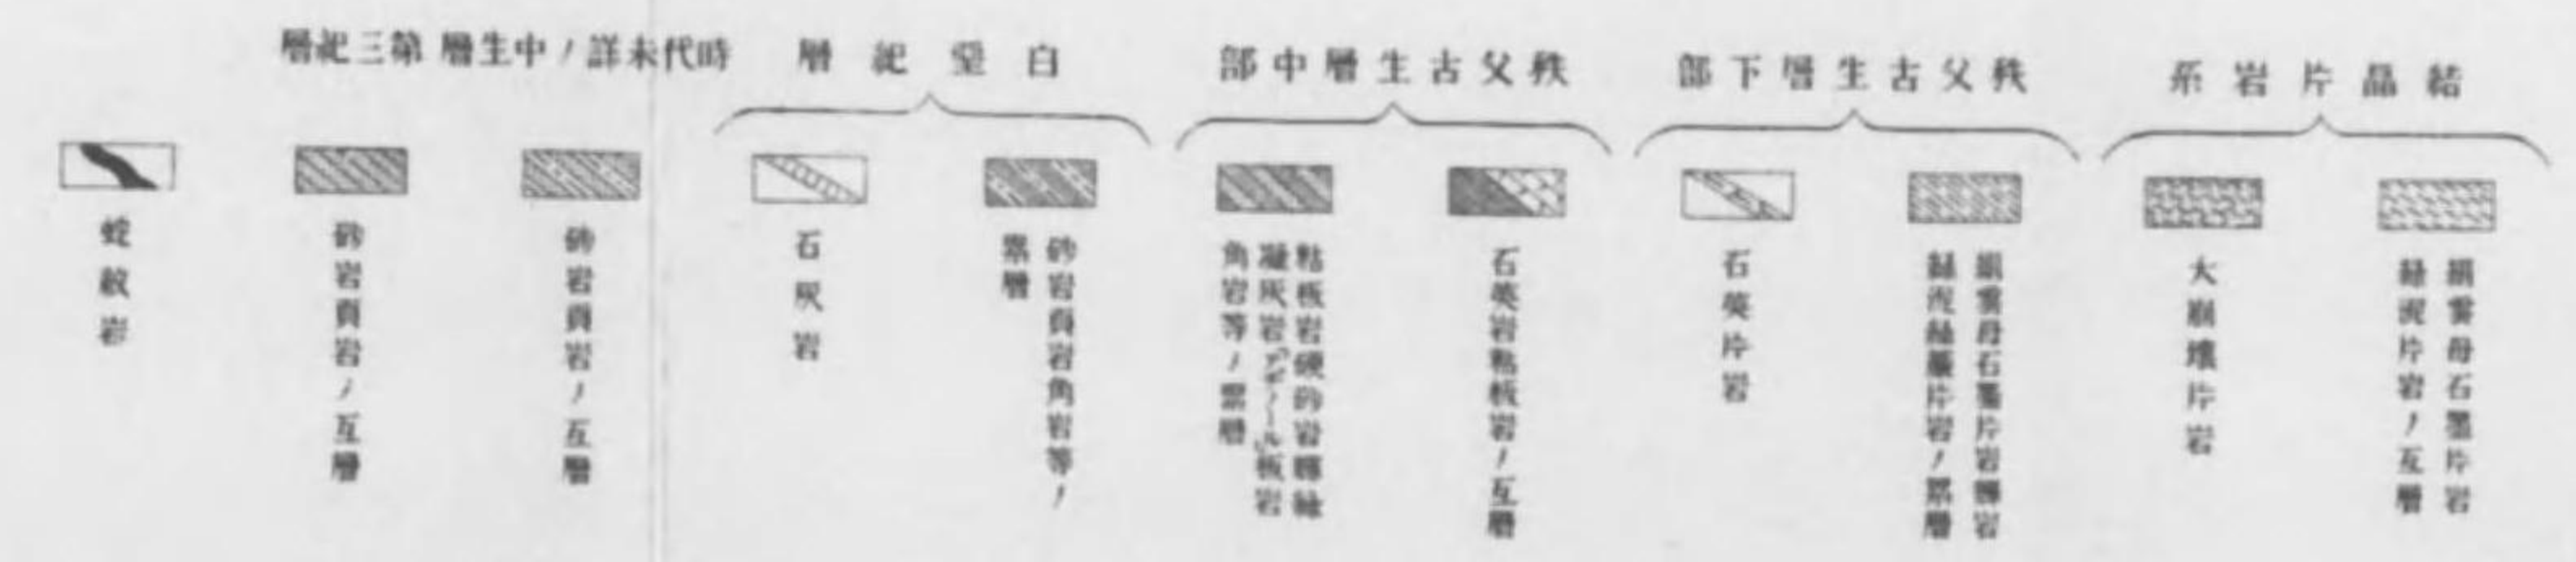 結晶片岩系
絹雲母石墨片岩
緑泥片岩ノ互層
大崩壊片岩
秩父古生層下部
絹雲母石墨片岩輝岩
緑泥緑簾片岩ノ累層
石英片岩
秩父古生層中部
石英岩粘板岩ノ互層
粘板岩硬砂岩輝緑
凝灰岩「アヂノール」板岩
角岩等ノ累層
白堊紀層
砂岩頁岩角岩等ノ
累層
石灰岩
時代未詳ノ中生層
砂岩頁岩ノ互層
第三紀層
砂岩頁岩ノ互層
蛇紋岩